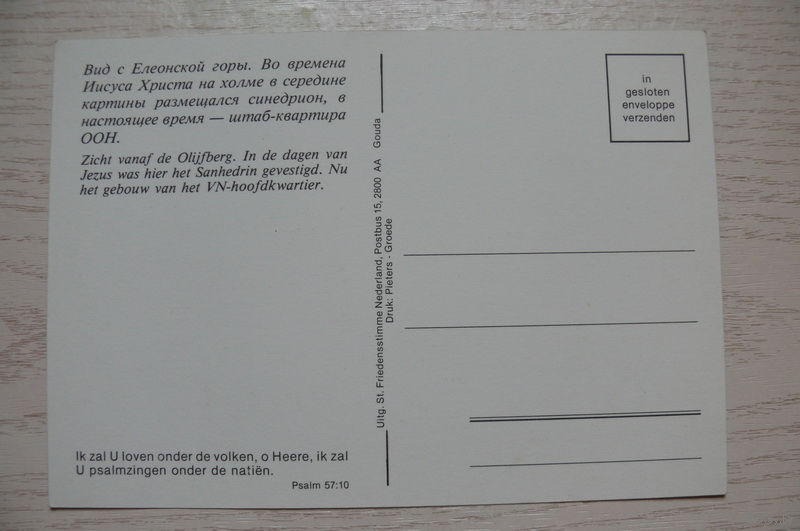 Вид с Елеонской горы. Во времена
Иисуса Христа на холме в середине
картины размещался синедрион, в
настоящее время — штаб-квартира
ООН.
Zicht vanaf de Olijfberg. In de dagen van
Jezus was hier het Sanhedrin gevestigd. Nu
het gebouw van het VN-hoofdkwartier.
Ik zal U loven onder de volken, o Heere, ik zal
U psalmzingen onder de natiën.
Psalm 57:10
Uitg. St. Friedensstimme Nederland, Postbus 15, 2800 AA Gouda
Druk: Pieters - Groede
in
gesloten
enveloppe
verzenden